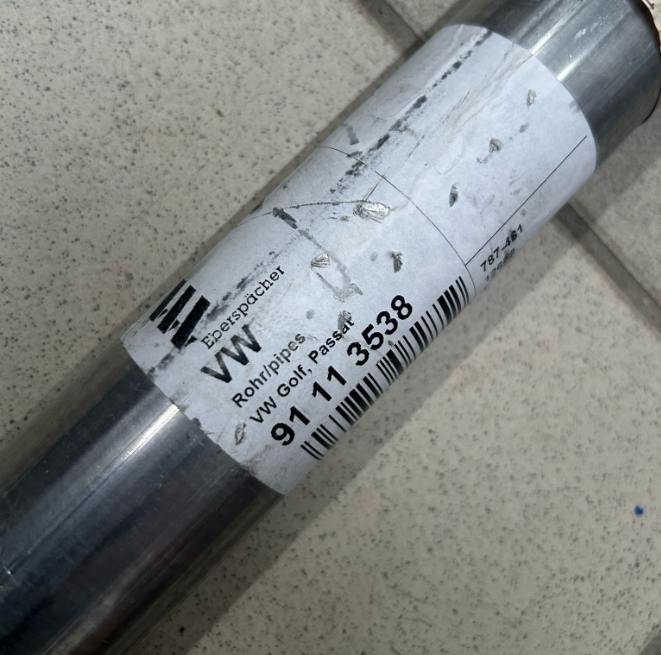 Eberspächer
VW
Rohr/pipes
VW Golf, Passat
91 11 3538
787-461